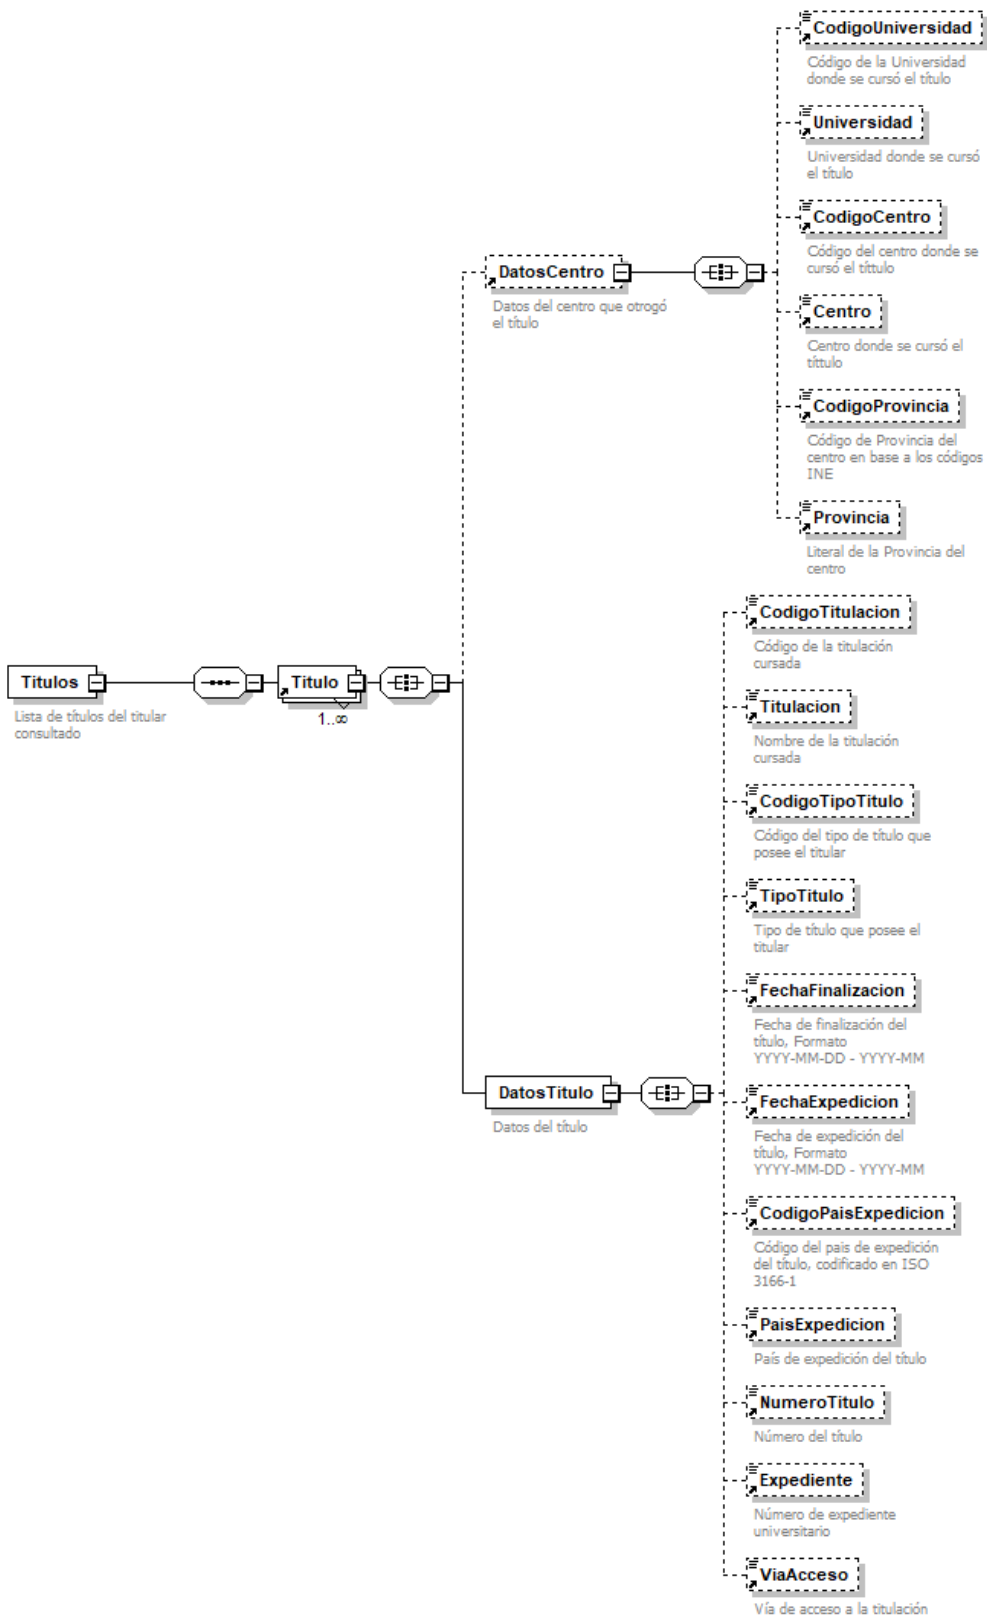 CodigoUniversidad
Código de la Universidad
donde se cursó el título
Universidad
Universidad donde se cursó
el título
CodigoCentro
Código del centro donde se
cursó el títtulo
DatosCentro
Datos del centro que otrogó
el título
Centro
Centro donde se cursó el
títtulo
CodigoProvincia
Código de Provincia del
centro en base a los códigos
INE
Provincia
Literal de la Provincia del
centro
Titulos
Lista de títulos del titular
consultado
Titulo
1..∞
CodigoTitulacion
Código de la titulación
cursada
Titulacion
Nombre de la titulación
cursada
CodigoTipoTitulo
Código del tipo de título que
posee el titular
TipoTitulo
Tipo de título que posee el
titular
FechaFinalizacion
Fecha de finalización del
título, Formato
YYYY-MM-DD - YYYY-MM
DatosTitulo
Datos del título
FechaExpedicion
Fecha de expedición del
título, Formato
YYYY-MM-DD - YYYY-MM
CodigoPaisExpedicion
Código del pais de expedición
del título, codificado en ISO
3166-1
PaisExpedicion
País de expedición del título
NumeroTitulo
Número del título
Expediente
Número de expediente
universitario
ViaAcceso
Vía de acceso a la titulación